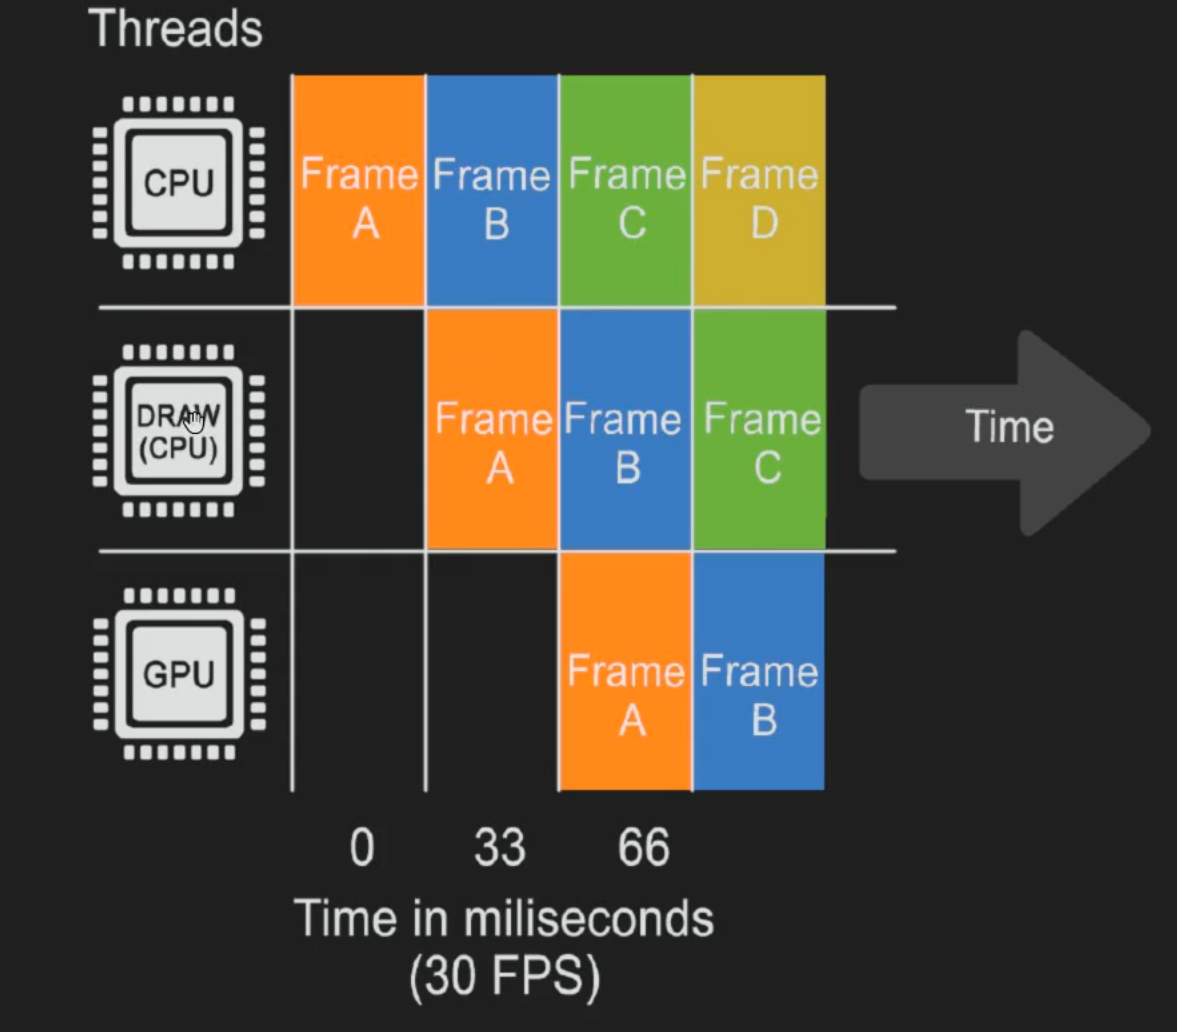 Threads
CPU
Frame A
Frame B
Frame C
Frame D
DRAW
(CPU)
Frame A
Frame B
Frame C
Time
GPU
Frame A
Frame B
0 33 66
Time in miliseconds
(30 FPS)